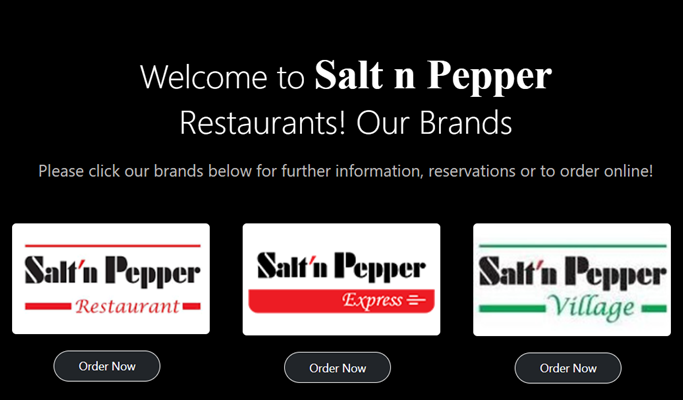 Welcome to Salt n Pepper
Restaurants! Our Brands
Please click our brands below for further information, reservations or to order online!
Salt'n Pepper
Restaurant
Salt'n Pepper
Express
Salt'n Pepper
Village
Order Now
Order Now
Order Now